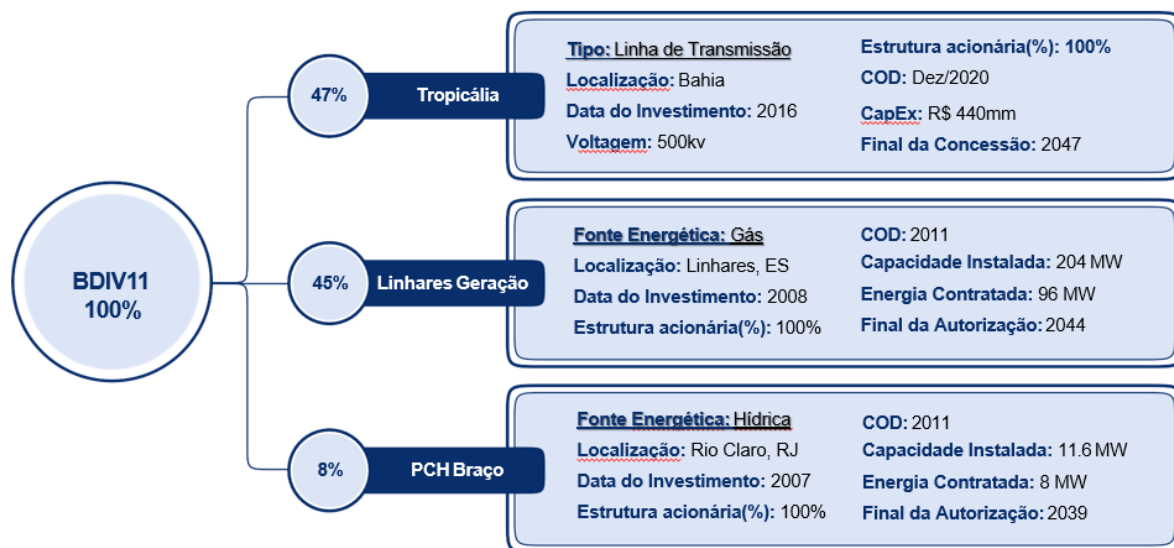 BDIV11
100%
47%
Tropicália
Tipo: Linha de Transmissão
Localização: Bahia
Data do Investimento: 2016
Voltagem: 500kv
Estrutura acionária(%): 100%
COD: Dez/2020
CapEx: R$ 440mm
Final da Concessão: 2047
45%
Linhares Geração
Fonte Energética: Gás
Localização: Linhares, ES
Data do Investimento: 2008
Estrutura acionária(%): 100%
COD: 2011
Capacidade Instalada: 204 MW
Energia Contratada: 96 MW
Final da Autorização: 2044
8%
PCH Braço
Fonte Energética: Hídrica
Localização: Rio Claro, RJ
Data do Investimento: 2007
Estrutura acionária(%): 100%
COD: 2011
Capacidade Instalada: 11.6 MW
Energia Contratada: 8 MW
Final da Autorização: 2039